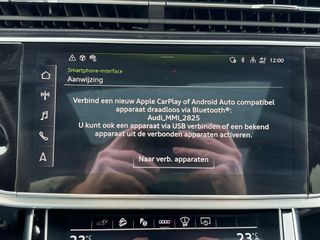 12:00
Smartphone-interface
Aanwijzing
Verbind een nieuw Apple CarPlay of Android Auto compatibel
apparaat draadloos via Bluetooth®:
Audi_MMI_2825
U kunt ook een apparaat via USB verbinden of een bekend
apparaat uit de verbonden apparaten activeren.
Naar verb. apparaten
23°C